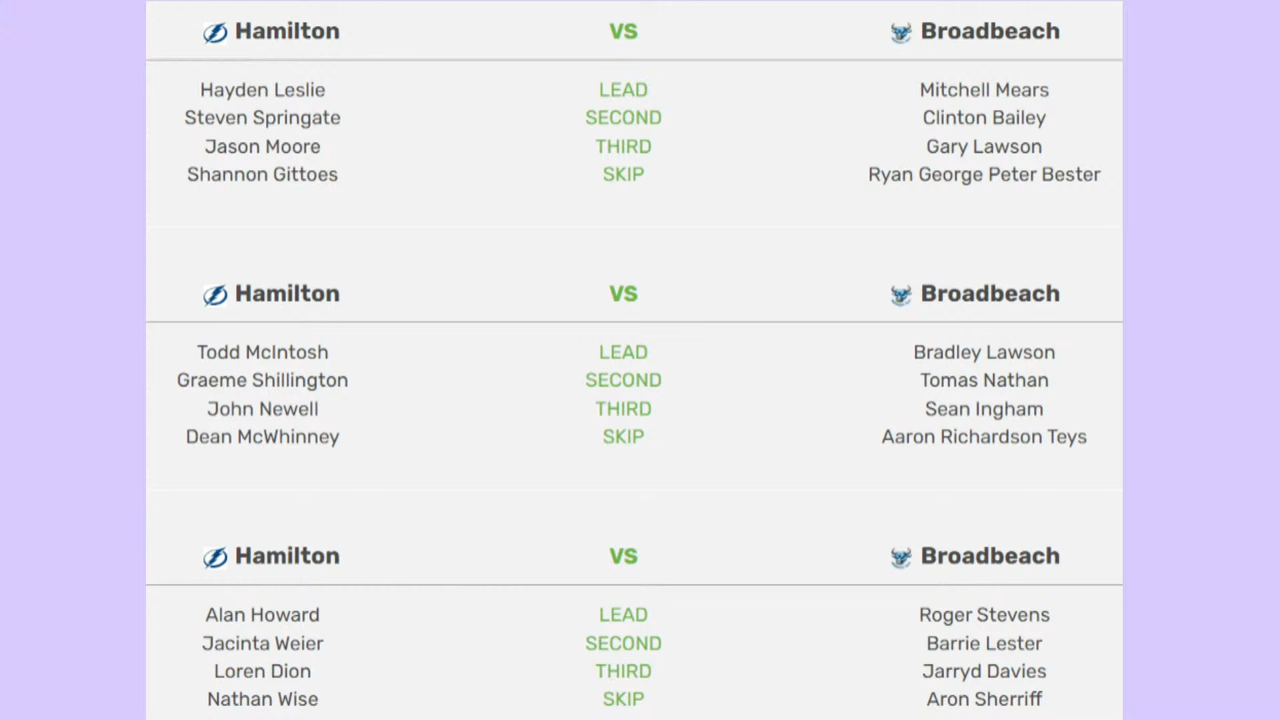 Hamilton VS Broadbeach
Hayden Leslie LEAD Mitchell Mears
Steven Springate SECOND Clinton Bailey
Jason Moore THIRD Gary Lawson
Shannon Gittoes SKIP Ryan George Peter Bester
Hamilton VS Broadbeach
Todd McIntosh LEAD Bradley Lawson
Graeme Shillington SECOND Tomas Nathan
John Newell THIRD Sean Ingham
Dean McWhinney SKIP Aaron Richardson Teys
Hamilton VS Broadbeach
Alan Howard LEAD Roger Stevens
Jacinta Weier SECOND Barrie Lester
Loren Dion THIRD Jarryd Davies
Nathan Wise SKIP Aron Sherriff